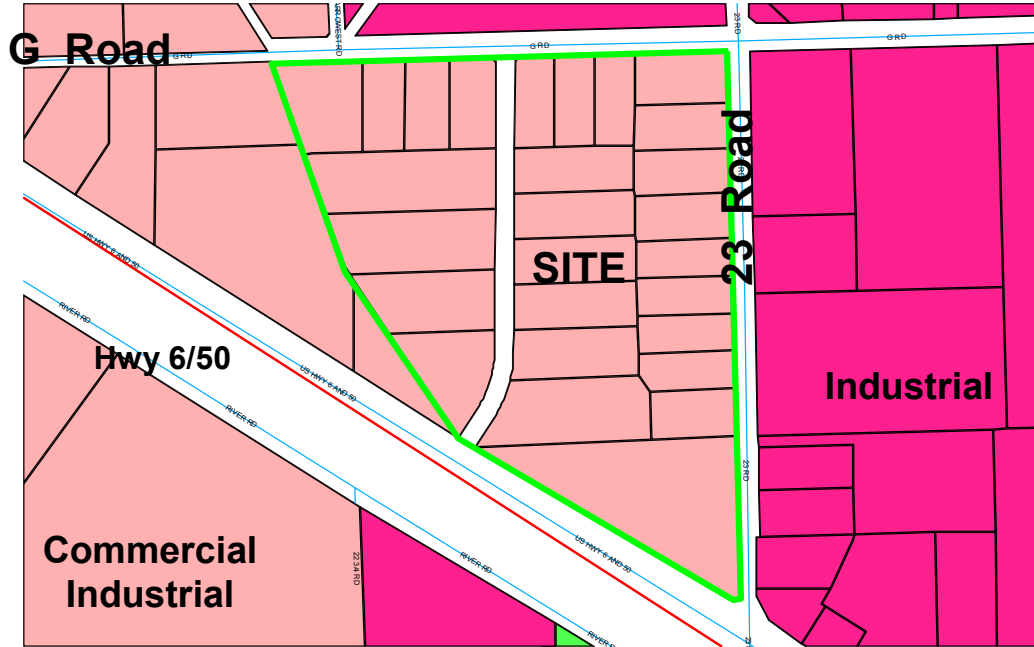 G Road
G RD
G RD
G RD
23 RD
23 Road
SITE
US HWY 6 AND 50
RIVER RD
Hwy 6/50
US HWY 6 AND 50
Industrial
RIVER RD
23 RD
Commercial
Industrial
22 3/4 RD
US HWY 6 AND 50
RIVER RD